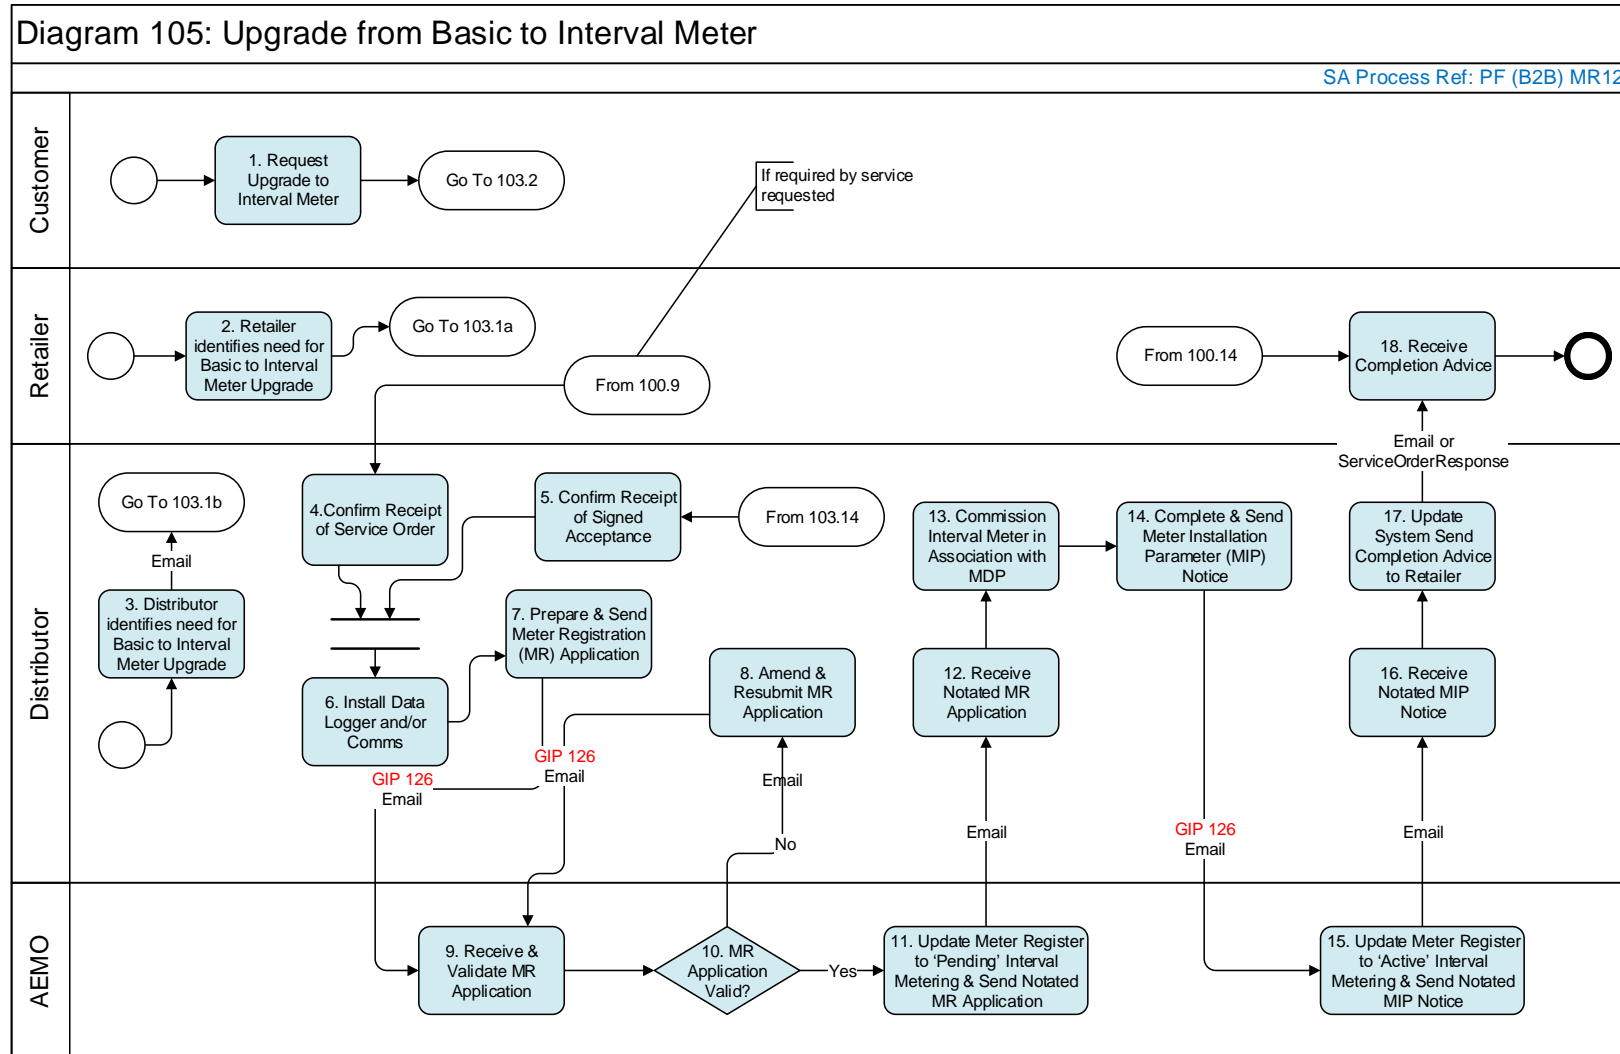 Diagram 105: Upgrade from Basic to Interval Meter
SA Process Ref: PF (B2B) MR12
Customer
1. Request
Upgrade to
Interval Meter
Go To 103.2
If required by service
requested
Retailer
2. Retailer
identifies need for
Basic to Interval
Meter Upgrade
Go To 103.1a
From 100.9
From 100.14
18. Receive
Completion Advice
Email or
ServiceOrderResponse
Distributor
Go To 103.1b
Email
3. Distributor
identifies need for
Basic to Interval
Meter Upgrade
4.Confirm Receipt
of Service Order
5. Confirm Receipt
of Signed
Acceptance
From 103.14
6. Install Data
Logger and/or
Comms
7. Prepare & Send
Meter Registration
(MR) Application
8. Amend &
Resubmit MR
Application
GIP 126
Email
GIP 126
Email
Email
No
12. Receive
Notated MR
Application
13. Commission
Interval Meter in
Association with
MDP
14. Complete & Send
Meter Installation
Parameter (MIP)
Notice
17. Update
System Send
Completion Advice
to Retailer
16. Receive
Notated MIP
Notice
Email
GIP 126
Email
Email
AEMO
9. Receive &
Validate MR
Application
10. MR
Application
Valid?
Yes
11. Update Meter Register
to ‘Pending’ Interval
Metering & Send Notated
MR Application
15. Update Meter Register
to ‘Active’ Interval
Metering & Send Notated
MIP Notice